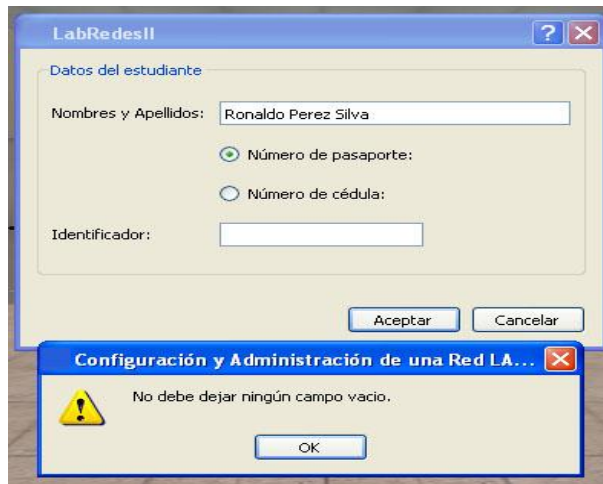 LabRedesII
Datos del estudiante
Nombres y Apellidos: Ronaldo Perez Silva
Número de pasaporte:
Número de cédula:
Identificador:
Aceptar Cancelar
Configuración y Administración de una Red LA...
No debe dejar ningún campo vacio.
OK